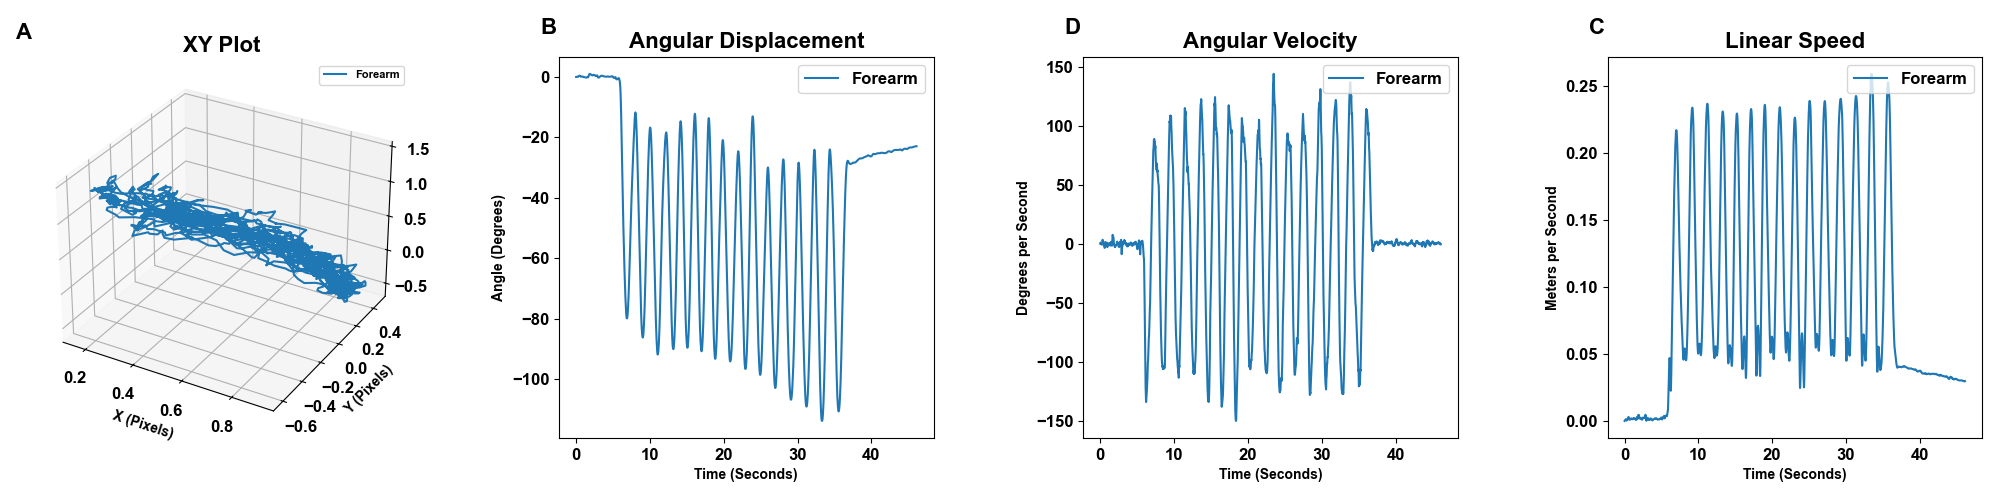 A
XY Plot
Forearm
1.5
1.0
0.5
0.0
−0.5
0.4
0.2
0.0
−0.2
−0.4
−0.6
Y (Pixels)
0.2
0.4
0.6
0.8
X (Pixels)
B
Angular Displacement
Forearm
0
−20
−40
−60
−80
−100
Angle (Degrees)
0 10 20 30 40
Time (Seconds)
D
Angular Velocity
Forearm
150
100
50
0
−50
−100
−150
Degrees per Second
0 10 20 30 40
Time (Seconds)
C
Linear Speed
Forearm
0.25
0.20
0.15
0.10
0.05
0.00
Meters per Second
0 10 20 30 40
Time (Seconds)